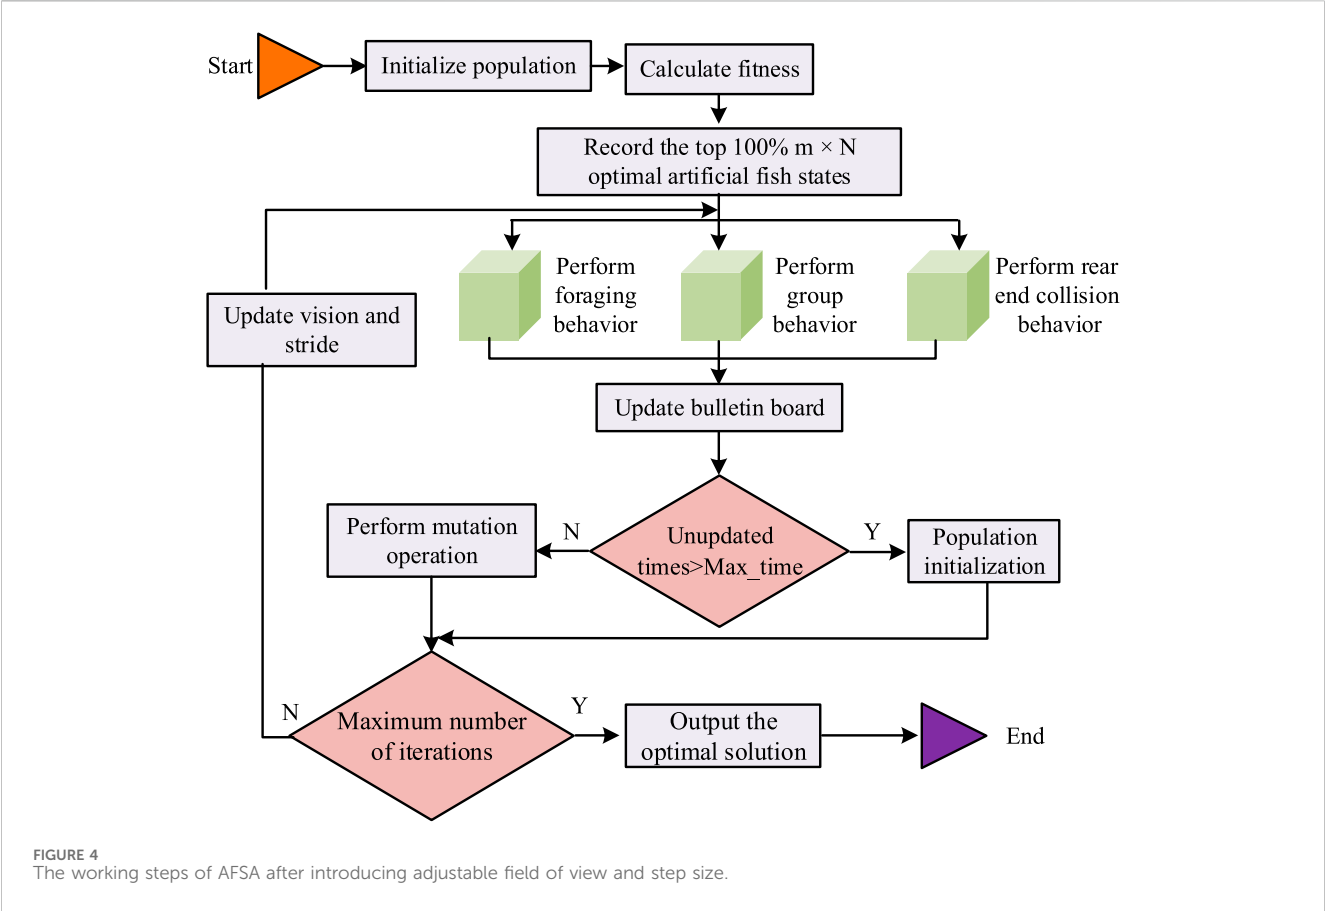 Start
Initialize population
Calculate fitness
Record the top 100% m × N
optimal artificial fish states
Perform
foraging
behavior
Perform
group
behavior
Perform rear
end collision
behavior
Update vision and
stride
Update bulletin board
Unupdated
times>Max_time
N
Y
Perform mutation
operation
Population
initialization
Maximum number
of iterations
N
Y
Output the
optimal solution
End
FIGURE 4
The working steps of AFSA after introducing adjustable field of view and step size.